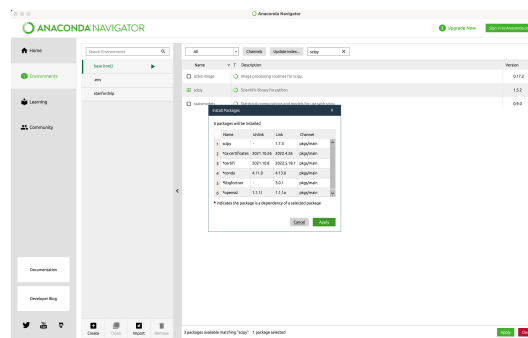 Anaconda Navigator
ANACONDA NAVIGATOR
Upgrade Now
Sign in to Anaconda
Home
Environments
Learning
Community
Documentation
Developer Blog
Search Environments
base (root)
stanfordnlp
Create
Clone
Import
Remove
All
Channels
Update index...
scipy X
Name T Description Version
scikit-image Image processing routines for scipy. 0.17.2
scipy Scientific library for python 1.5.2
0.9.0
Install Packages X
6 packages will be installed
Name Unlink Link Channel
1 scipy - 1.7.3 pkgs/main
2 *ca-certificates 2021.10.26 2022.4.26 pkgs/main
3 *certifi 2021.10.8 2022.5.18.1 pkgs/main
4 *conda 4.11.0 4.13.0 pkgs/main
5 *libgfortran - 3.0.1 pkgs/main
6 *openssl 1.1.1l 1.1.1o pkgs/main
* indicates the package is a dependency of a selected package
Cancel Apply
3 packages available matching "scipy" 1 package selected
Apply